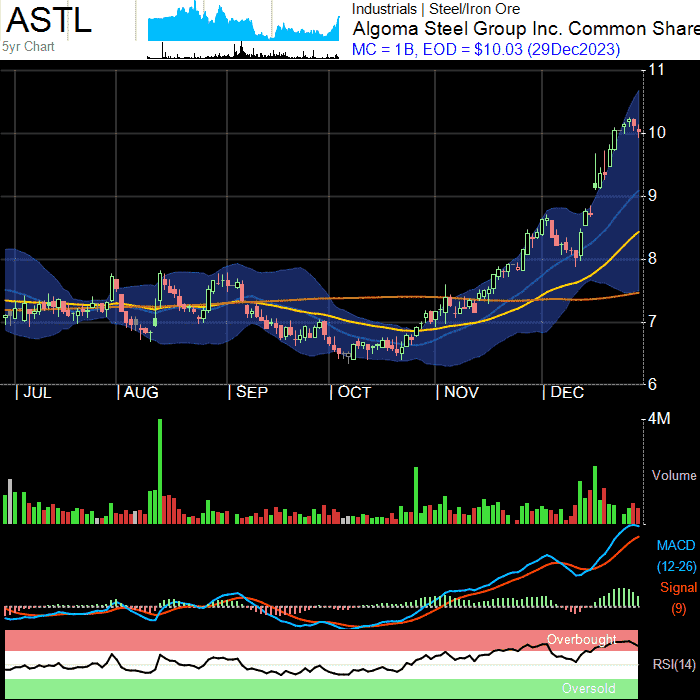 ASTL
5yr Chart
Industrials | Steel/Iron Ore
Algoma Steel Group Inc. Common Share
MC = 1B, EOD = $10.03 (29Dec2023)
11
10
9
8
7
6
| JUL | AUG | SEP | OCT | NOV | DEC
4M
Volume
MACD
(12-26)
Signal
(9)
Overbought
RSI(14)
Oversold